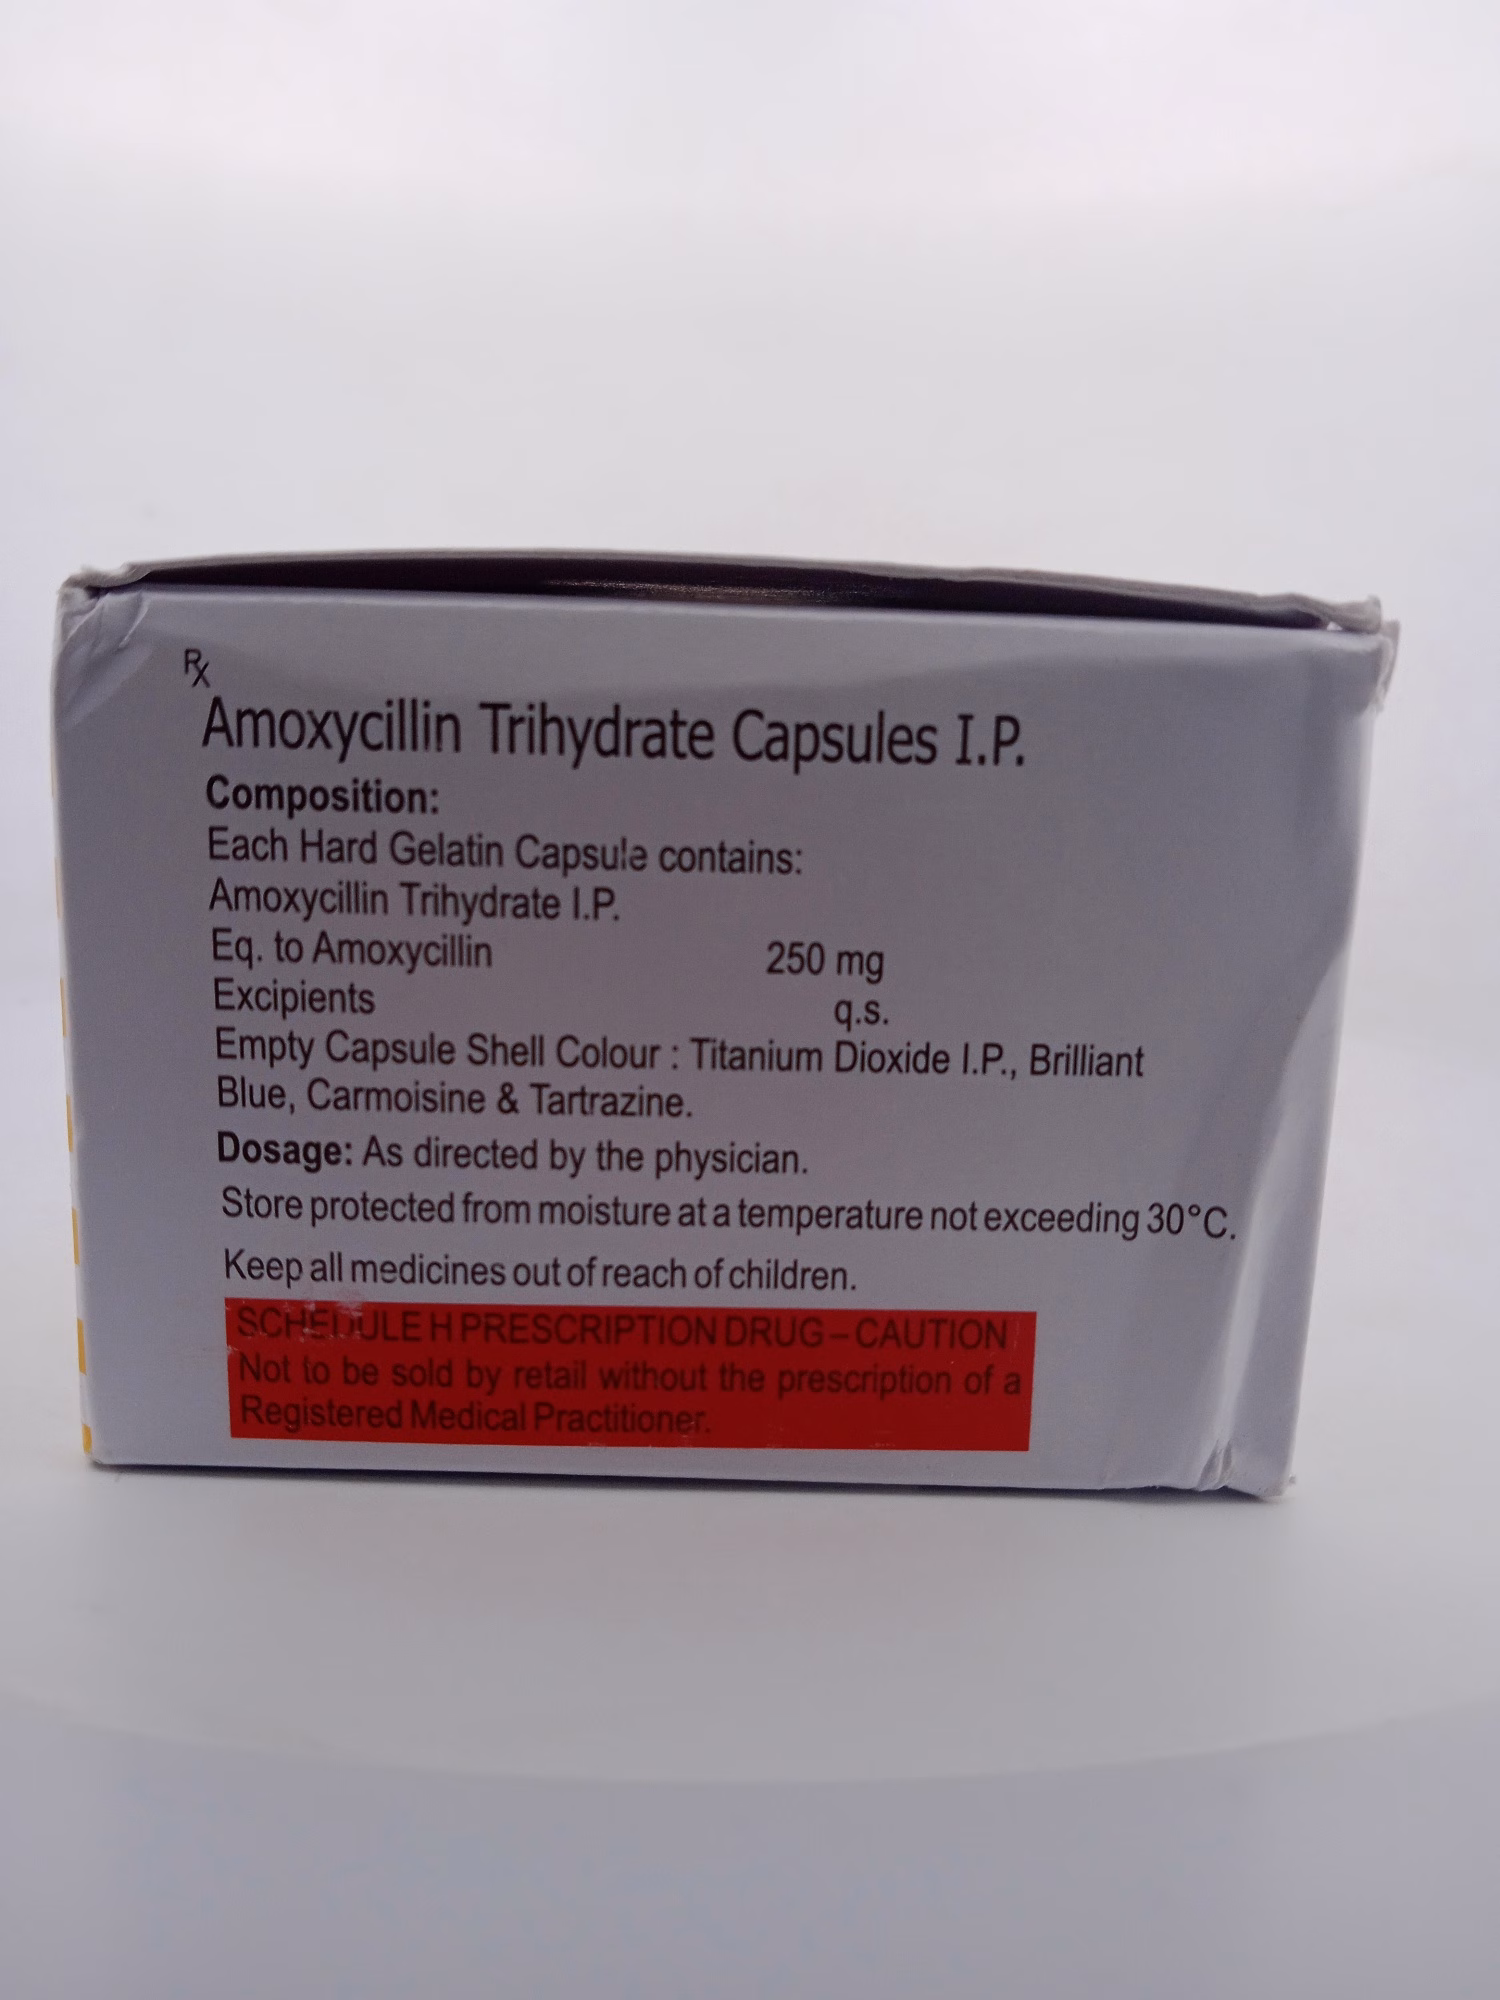 Rx
Amoxycillin Trihydrate Capsules I.P.
Composition:
Each Hard Gelatin Capsule contains:
Amoxycillin Trihydrate I.P.
Eq. to Amoxycillin 250 mg
Excipients q.s.
Empty Capsule Shell Colour : Titanium Dioxide I.P., Brilliant
Blue, Carmoisine & Tartrazine.
Dosage: As directed by the physician.
Store protected from moisture at a temperature not exceeding 30°C.
Keep all medicines out of reach of children.
SCHEDULE H PRESCRIPTION DRUG – CAUTION
Not to be sold by retail without the prescription of a
Registered Medical Practitioner.